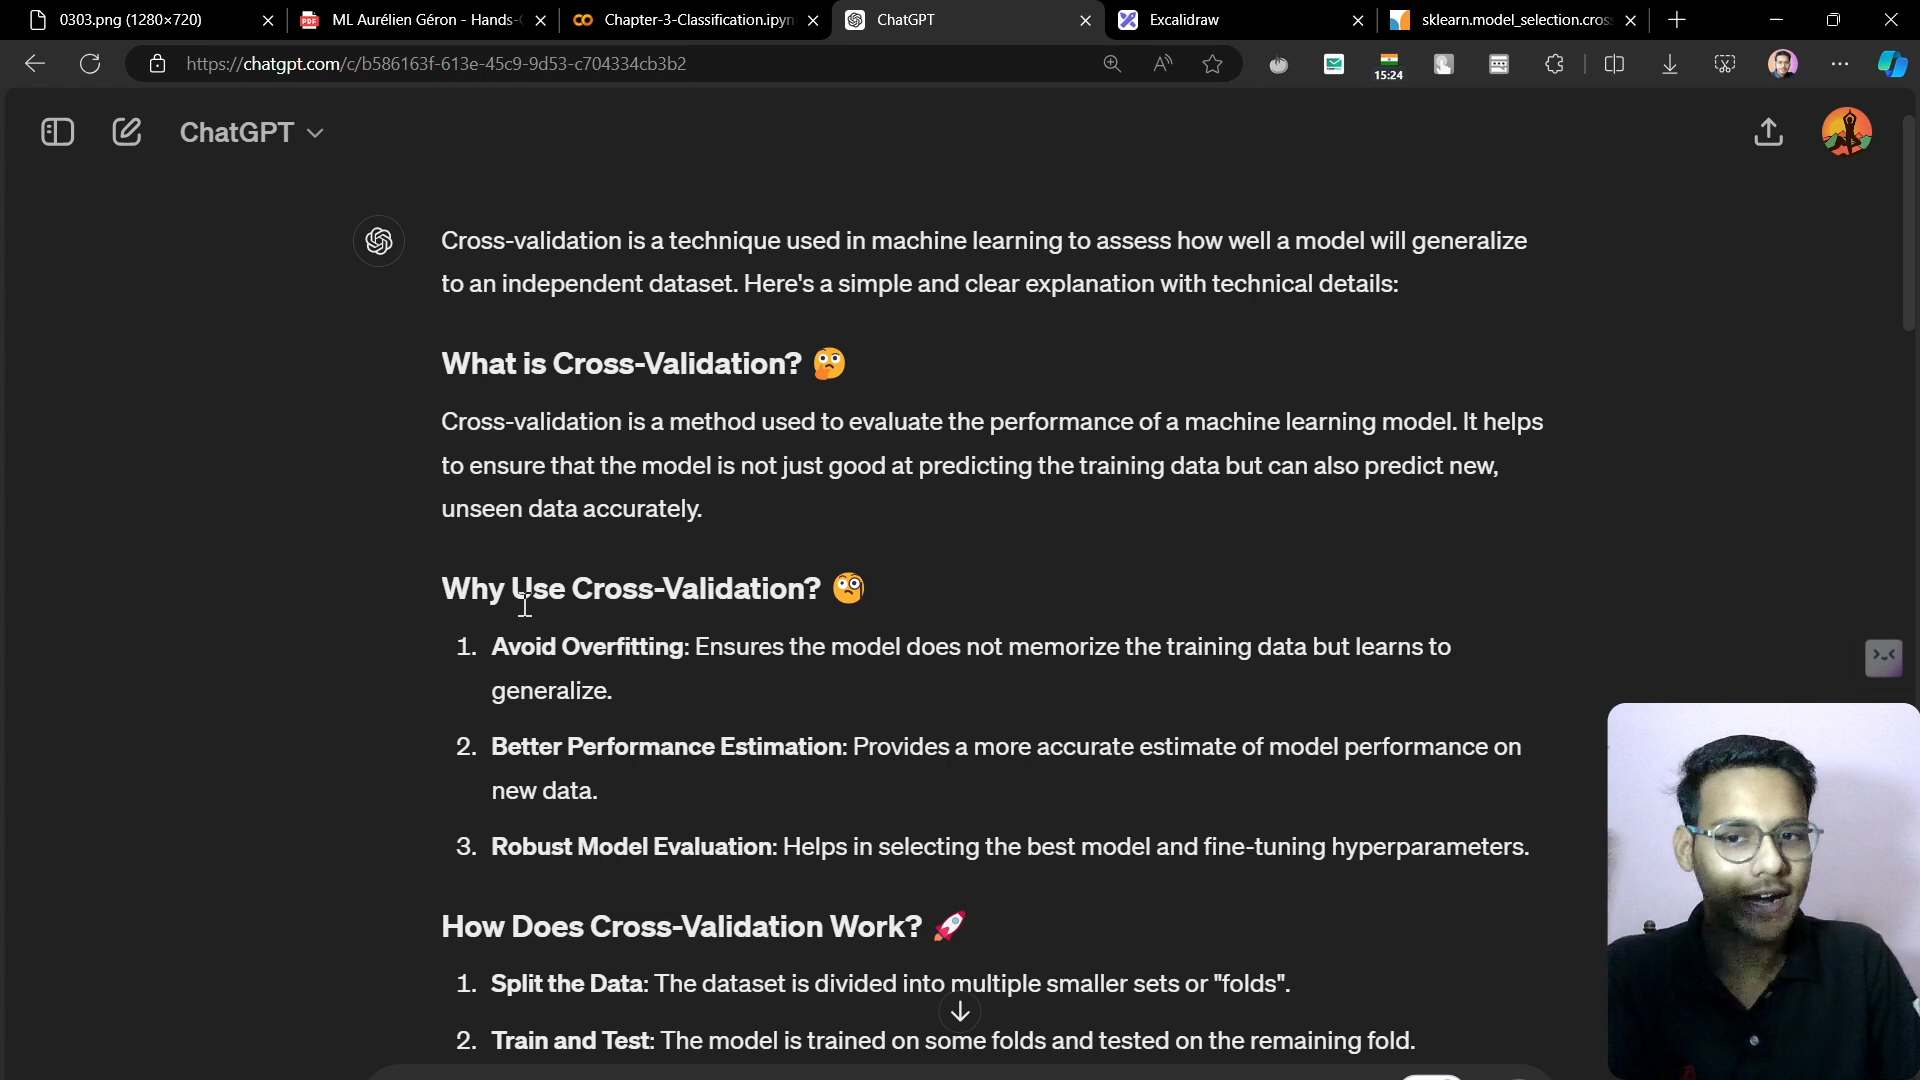 0303.png (1280×720)
ML Aurélien Géron - Hands-
Chapter-3-Classification.ipyn
ChatGPT
Excalidraw
sklearn.model_selection.cros
https://chatgpt.com/c/b586163f-613e-45c9-9d53-c704334cb3b2
15:24
ChatGPT
Cross-validation is a technique used in machine learning to assess how well a model will generalize
to an independent dataset. Here's a simple and clear explanation with technical details:
What is Cross-Validation? 🤔
Cross-validation is a method used to evaluate the performance of a machine learning model. It helps
to ensure that the model is not just good at predicting the training data but can also predict new,
unseen data accurately.
Why Use Cross-Validation? 🧐
1. Avoid Overfitting: Ensures the model does not memorize the training data but learns to
generalize.
2. Better Performance Estimation: Provides a more accurate estimate of model performance on
new data.
3. Robust Model Evaluation: Helps in selecting the best model and fine-tuning hyperparameters.
How Does Cross-Validation Work? 🚀
1. Split the Data: The dataset is divided into multiple smaller sets or "folds".
2. Train and Test: The model is trained on some folds and tested on the remaining fold.